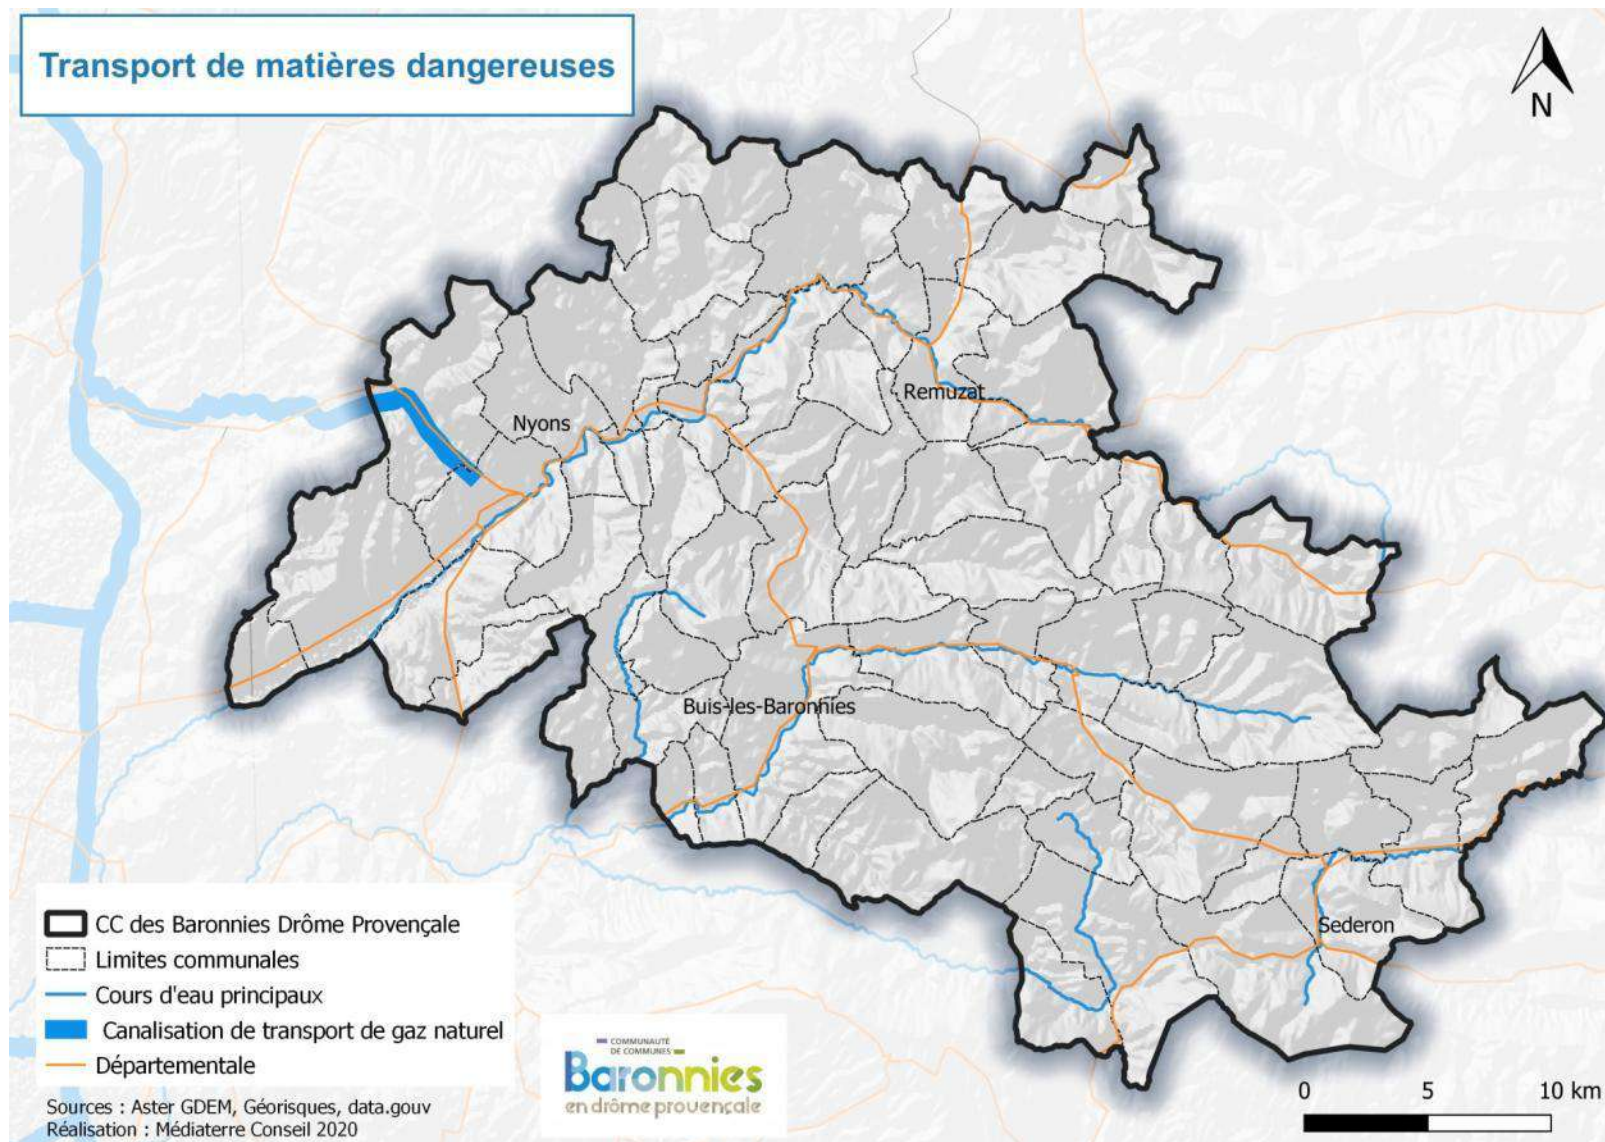 Transport de matières dangereuses
N
Remuzat
Nyons
Buis-les-Baronnies
Sederon
CC des Baronnies Drôme Provençale
Limites communales
Cours d'eau principaux
Canalisation de transport de gaz naturel
Départementale
Sources : Aster GDEM, Géorisques, data.gouv
Réalisation : Médiaterre Conseil 2020
COMMUNAUTÉ
DE COMMUNES
Baronnies
en drôme provençale
0 5 10 km